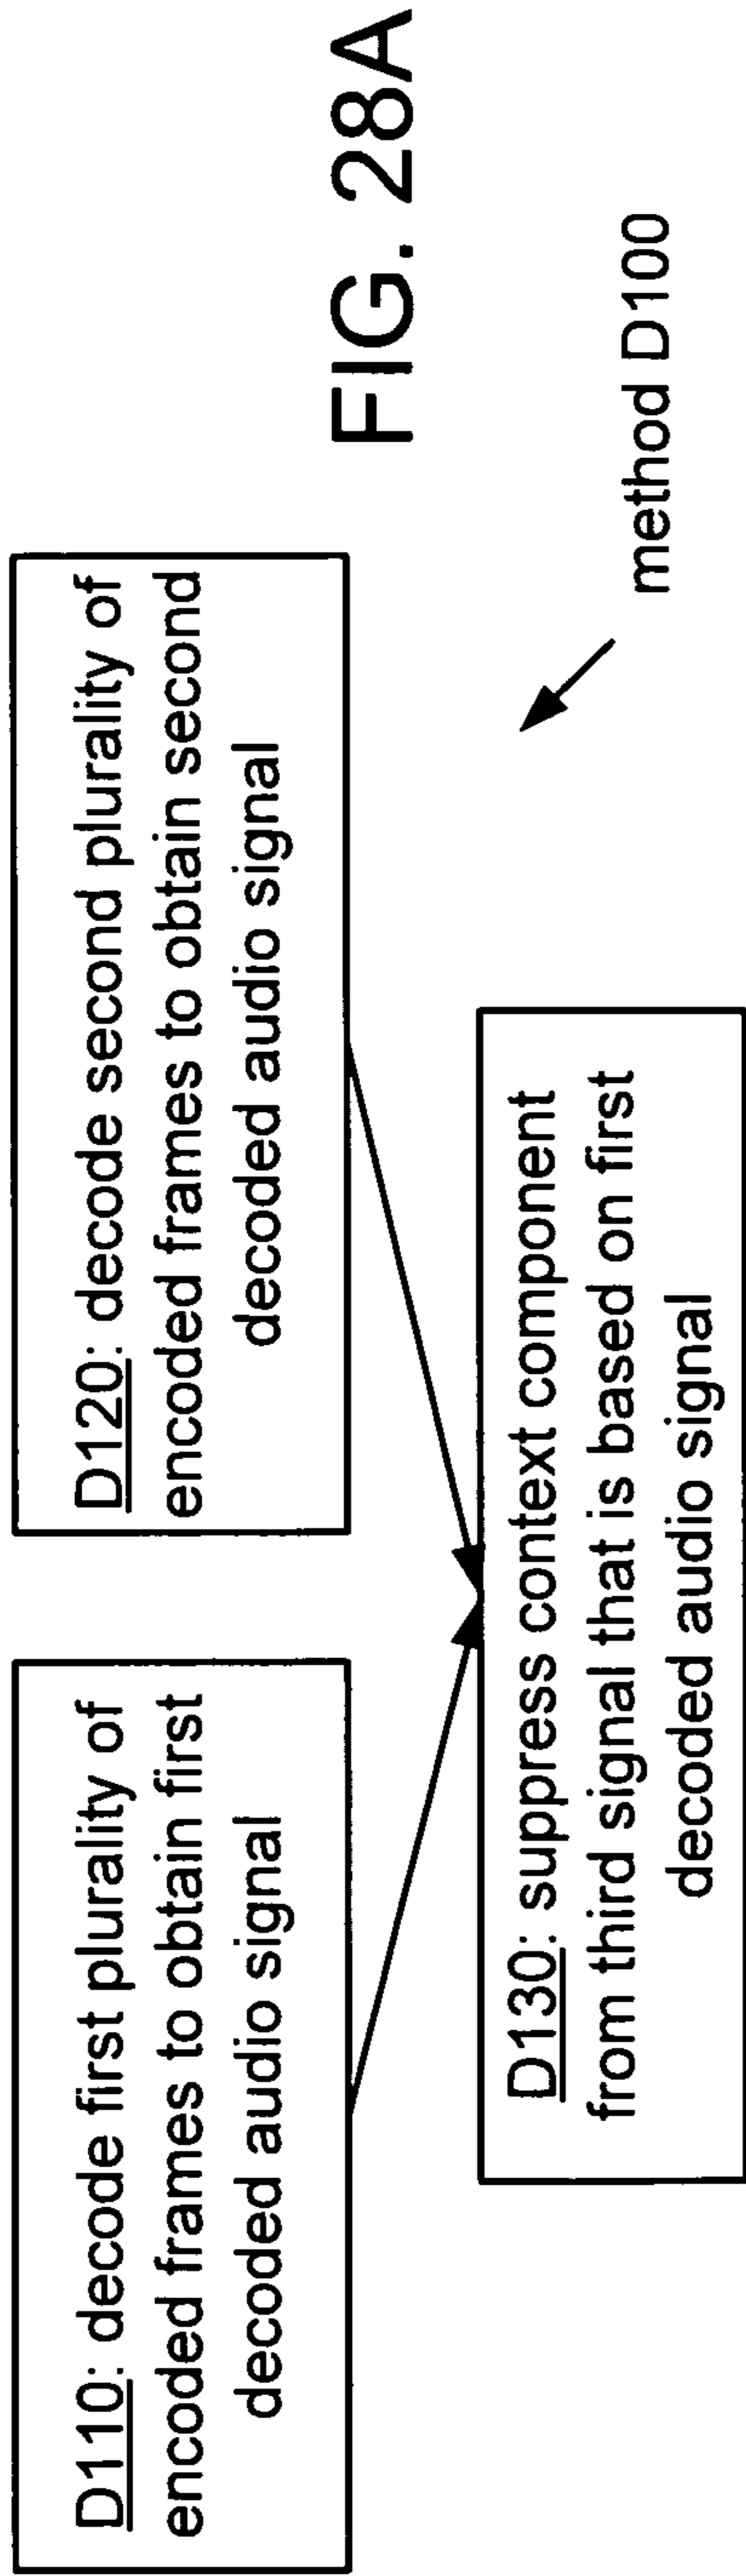 D110: decode first plurality of
encoded frames to obtain first
decoded audio signal
D120: decode second plurality of
encoded frames to obtain second
decoded audio signal
D130: suppress context component
from third signal that is based on first
decoded audio signal
FIG. 28A
method D100